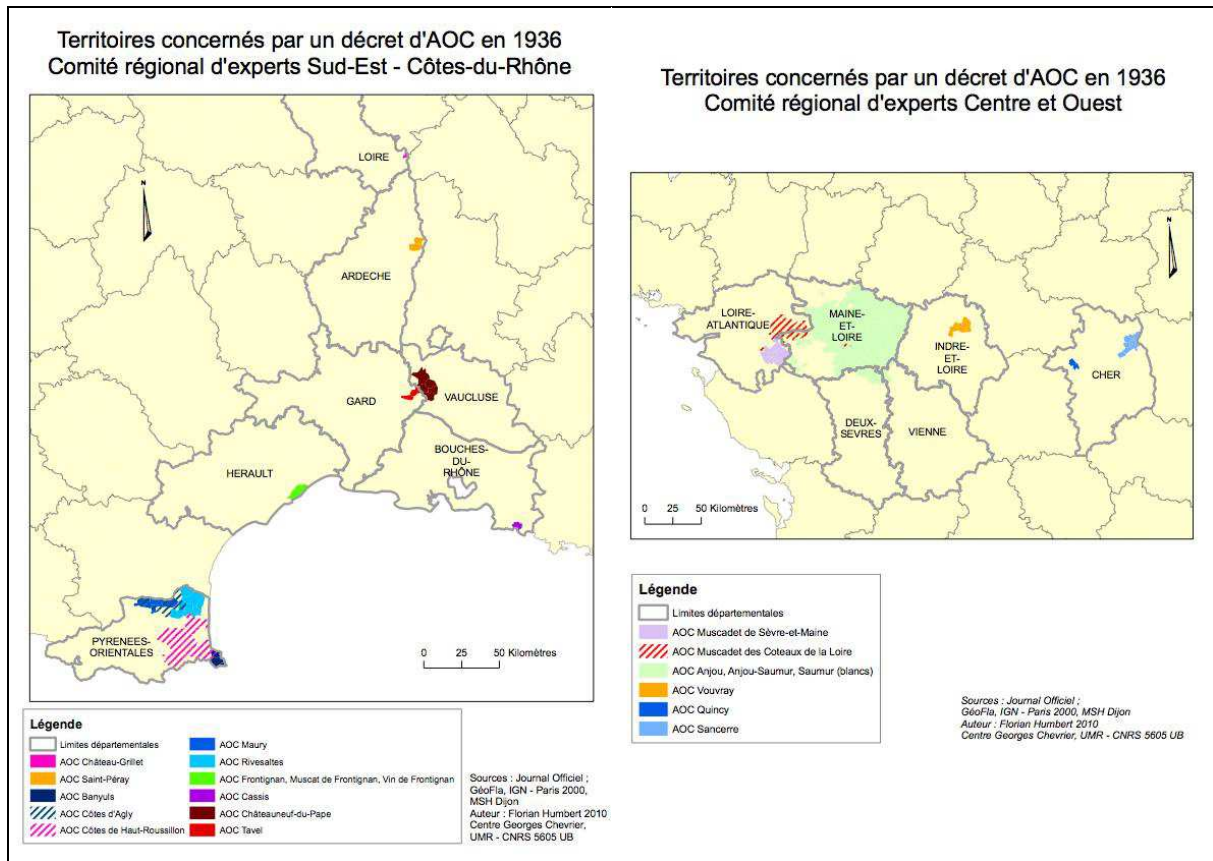 Territoires concernés par un décret d'AOC en 1936
Comité régional d'experts Sud-Est - Côtes-du-Rhône
N
LOIRE
ARDECHE
GARD
VAUCLUSE
BOUCHES-
DU-
RHÔNE
HERAULT
PYRENEES-
ORIENTALES
0 25 50 Kilomètres
Légende
Limites départementales
AOC Château-Grillet
AOC Saint-Péray
AOC Banyuls
AOC Côtes d'Agly
AOC Côtes de Haut-Roussillon
AOC Maury
AOC Rivesaltes
AOC Frontignan, Muscat de Frontignan, Vin de Frontignan
AOC Cassis
AOC Châteauneuf-du-Pape
AOC Tavel
Sources : Journal Officiel ;
GéoFla, IGN - Paris 2000,
MSH Dijon
Auteur : Florian Humbert 2010
Centre Georges Chevrier,
UMR - CNRS 5605 UB
Territoires concernés par un décret d'AOC en 1936
Comité régional d'experts Centre et Ouest
N
LOIRE-
ATLANTIQUE
MAINE-
ET-
LOIRE
INDRE-
ET-
LOIRE
CHER
DEUX-
SEVRES
VIENNE
0 25 50 Kilomètres
Légende
Limites départementales
AOC Muscadet de Sèvre-et-Maine
AOC Muscadet des Coteaux de la Loire
AOC Anjou, Anjou-Saumur, Saumur (blancs)
AOC Vouvray
AOC Quincy
AOC Sancerre
Sources : Journal Officiel ;
GéoFla, IGN - Paris 2000, MSH Dijon
Auteur : Florian Humbert 2010
Centre Georges Chevrier, UMR - CNRS 5605 UB